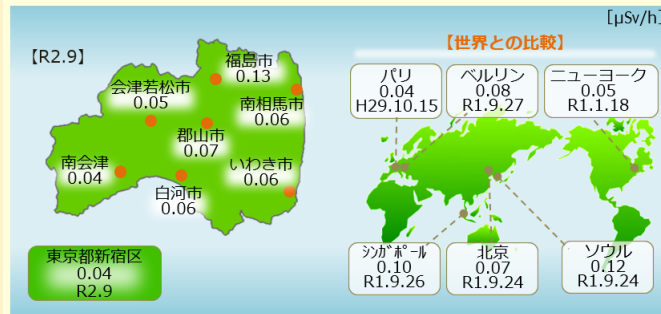 [μSv/h]
【R2.9】
福島市
0.13
会津若松市
0.05
南相馬市
0.06
郡山市
0.07
南会津
0.04
いわき市
0.06
白河市
0.06
東京都新宿区
0.04
R2.9
【世界との比較】
パリ
0.04
H29.10.15
ベルリン
0.08
R1.9.27
ニューヨーク
0.05
R1.1.18
シンガポール
0.10
R1.9.26
北京
0.07
R1.9.24
ソウル
0.12
R1.9.24